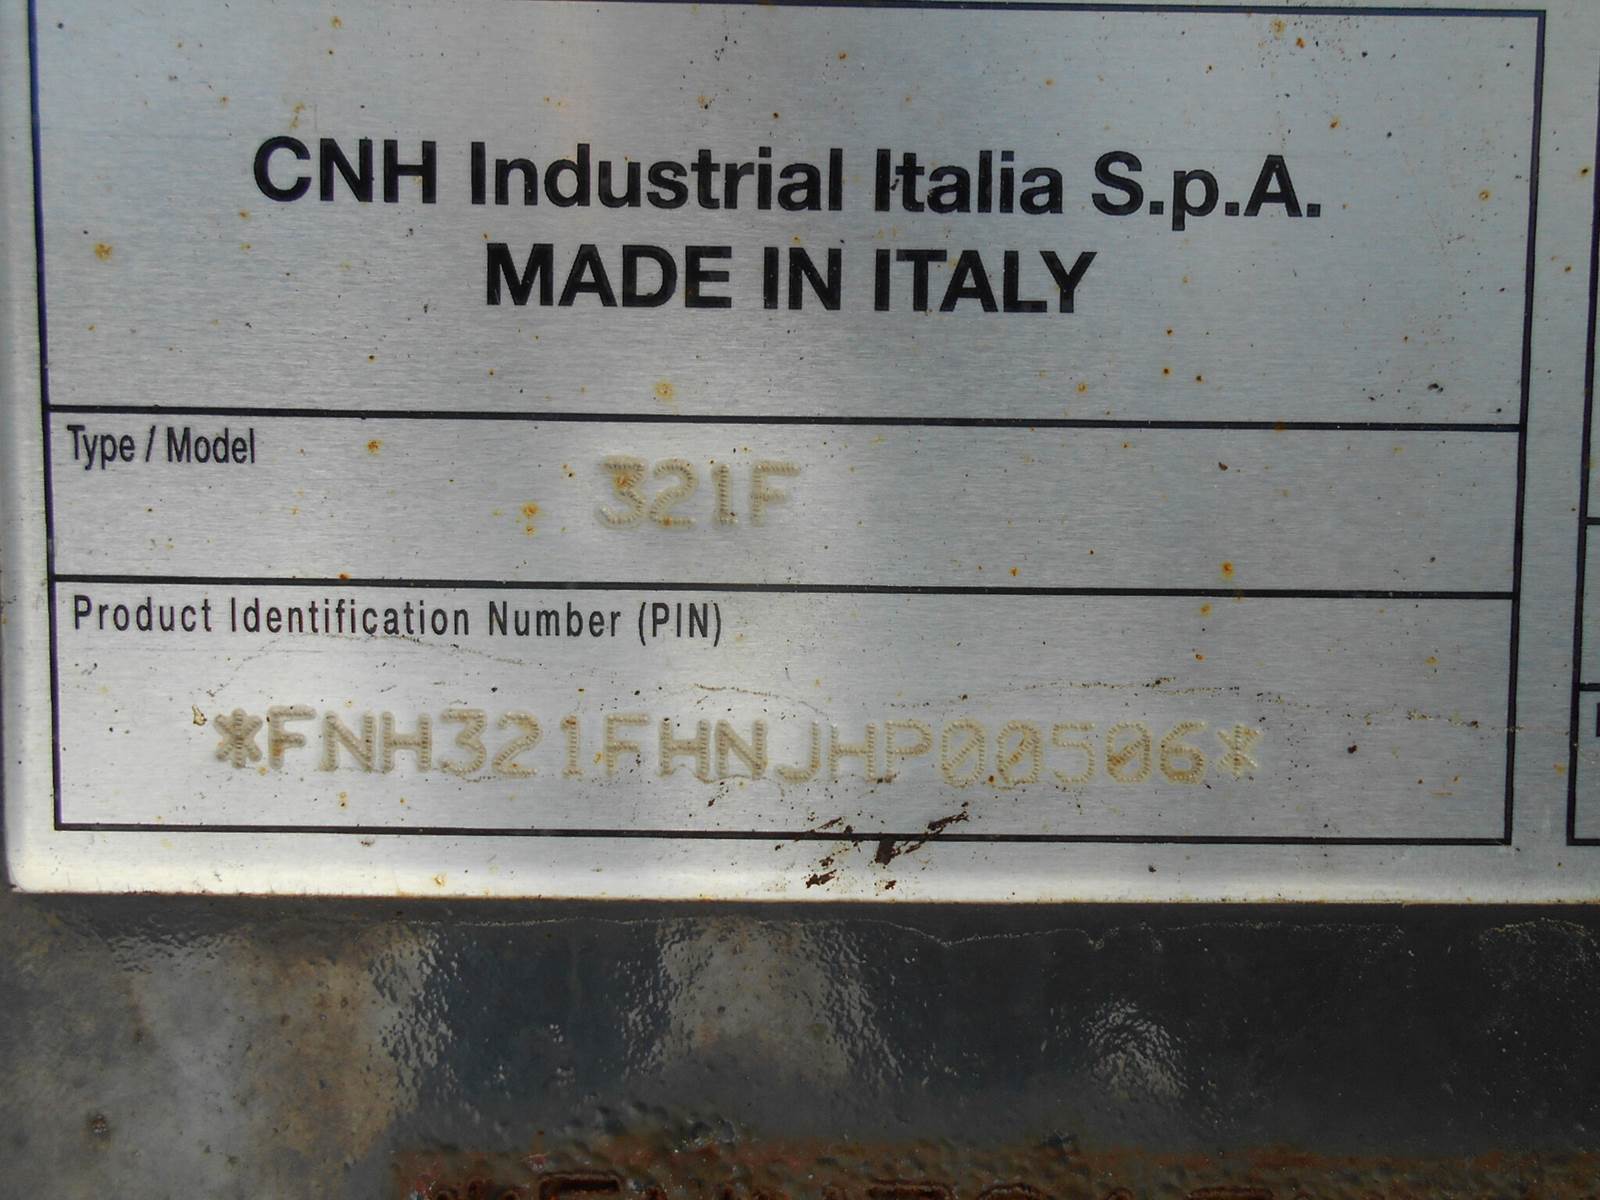 CNH Industrial Italia S.p.A.
MADE IN ITALY
Type / Model
321F
Product Identification Number (PIN)
*FNH321FHNJHP00506*